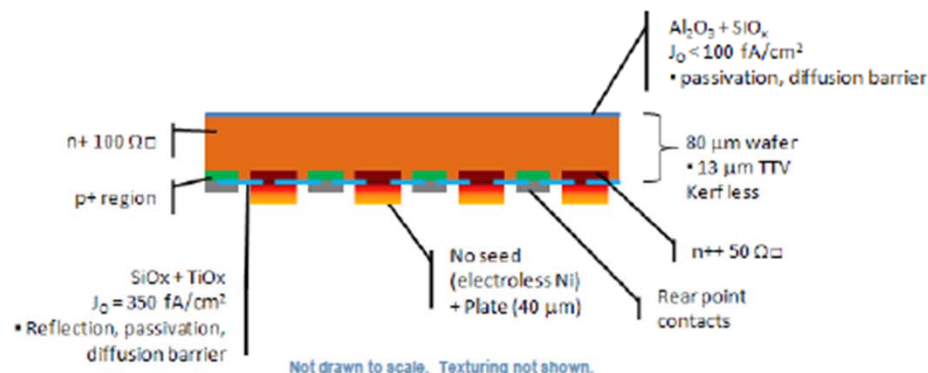 Al₂O₃ + SiOₓ
J₀ < 100 fA/cm²
▪ passivation, diffusion barrier
n+ 100 Ω□
80 μm wafer
▪ 13 μm TTV
Kerf less
p+ region
n++ 50 Ω□
No seed
(electroless Ni)
+ Plate (40 μm)
Rear point
contacts
SiOx + TiOx
J₀ = 350 fA/cm²
▪ Reflection, passivation,
diffusion barrier
Not drawn to scale. Texturing not shown.